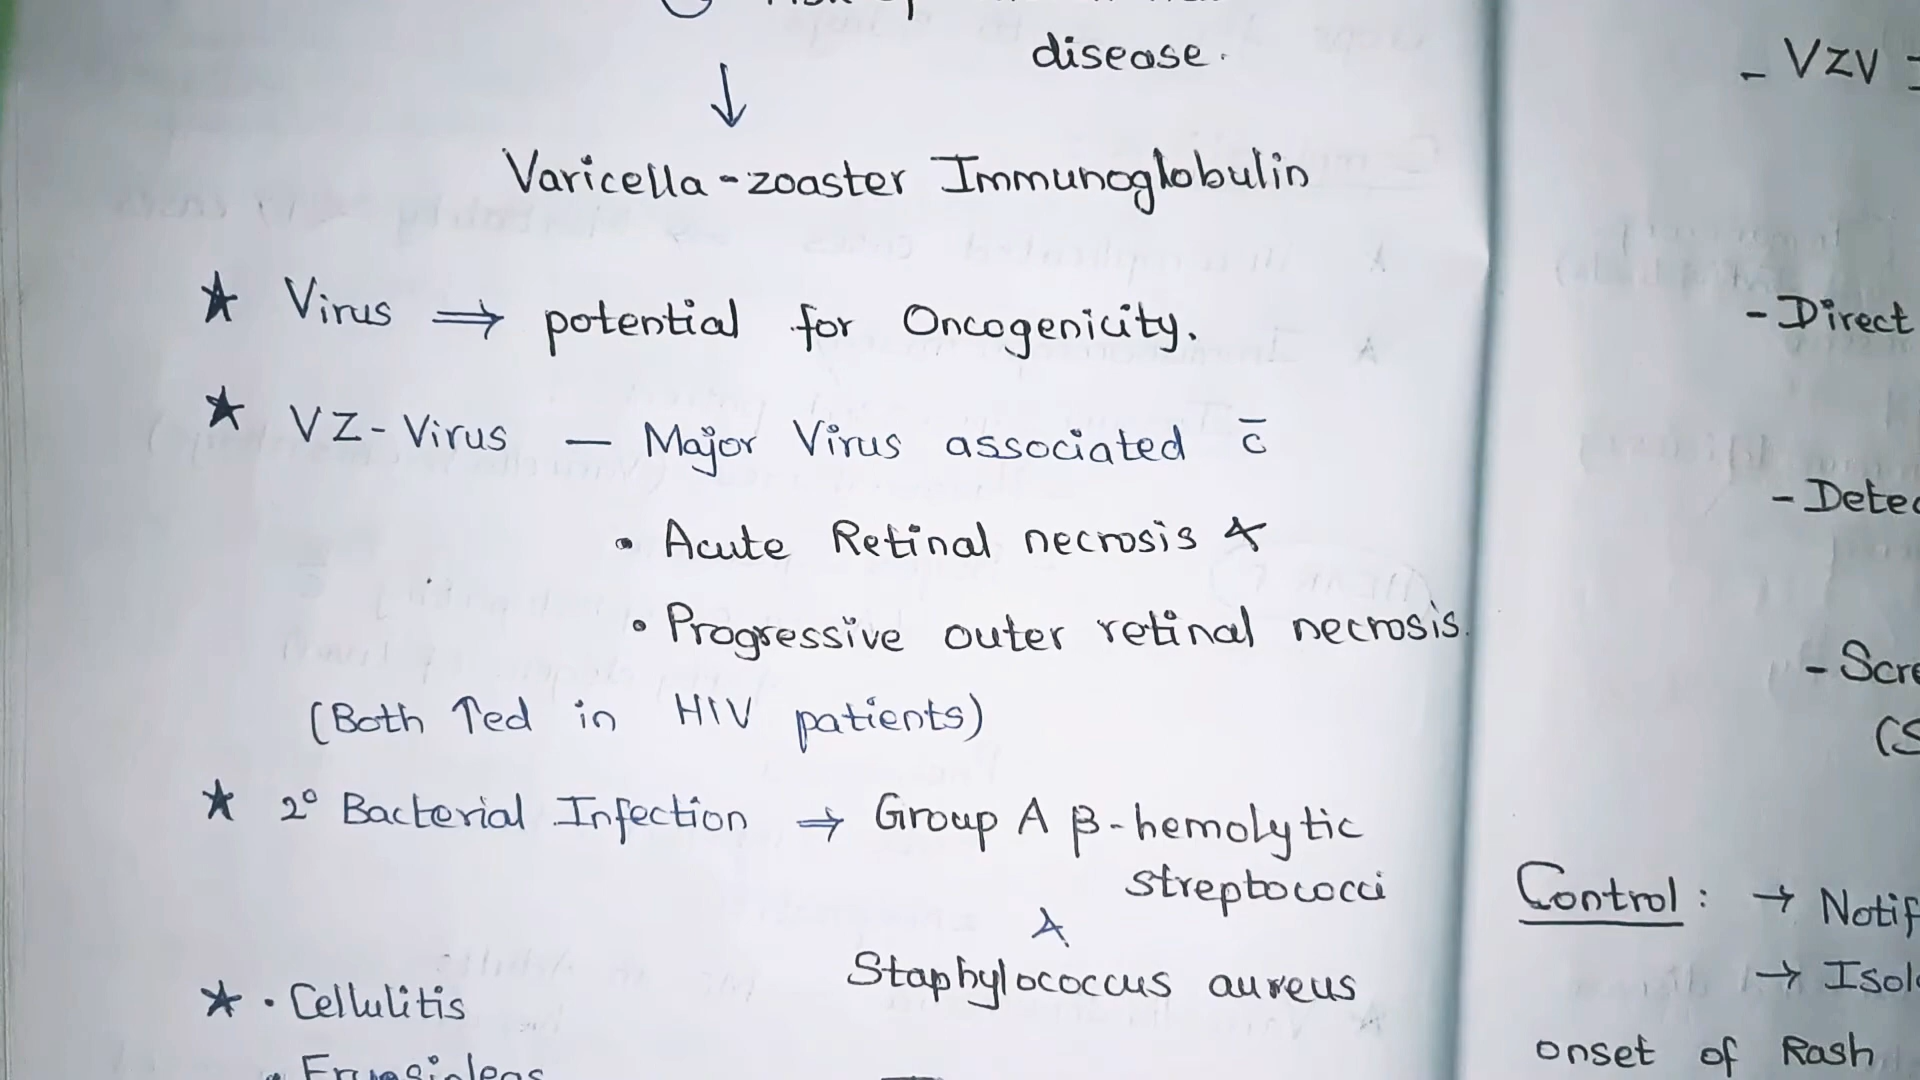 disease.
↓
Varicella-zoaster Immunoglobulin
★ Virus ⇒ potential for Oncogenicity.
★ VZ-Virus — Major Virus associated c̄
• Acute Retinal necrosis &
• Progressive outer retinal necrosis.
(Both ↑ed in HIV patients)
★ 2° Bacterial Infection ⇒ Group A β-hemolytic
streptococci
&
Staphylococcus aureus
★ • Cellulitis
- VZV
- Direct
- Detec
- Scre
(S
Control: → Notif
→ Isol
onset of Rash